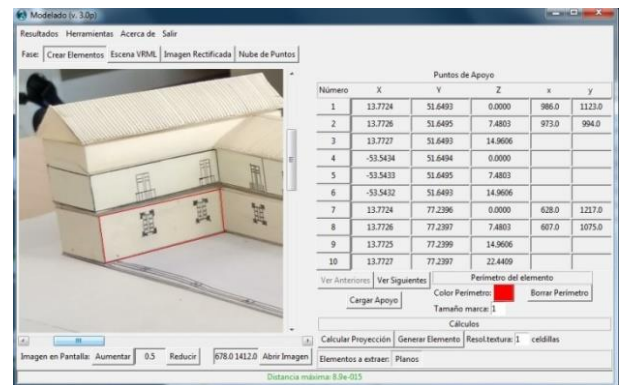 Modelado (v. 3.0p)
Resultados Herramientas Acerca de Salir
Fase: Crear Elementos Escena VRML Imagen Rectificada Nube de Puntos
Puntos de Apoyo
Número X Y Z x y
1 13.7724 51.6493 0.0000 986.0 1123.0
2 13.7726 51.6495 7.4803 973.0 994.0
3 13.7727 51.6493 14.9606
4 -53.5434 51.6494 0.0000
5 -53.5433 51.6495 7.4803
6 -53.5432 51.6493 14.9606
7 13.7724 77.2396 0.0000 628.0 1217.0
8 13.7726 77.2397 7.4803 607.0 1075.0
9 13.7725 77.2399 14.9606
10 13.7727 77.2397 22.4409
Ver Anteriores Ver Siguientes Perímetro del elemento
Cargar Apoyo Color Perímetro: Borrar Perímetro
Tamaño marca: 1
Cálculos
Calcular Proyección Generar Elemento Resol.textura: 1 celdillas
Imagen en Pantalla: Aumentar 0.5 Reducir 678.0 1412.0 Abrir Imagen Elementos a extraer: Planos
Distancia máxima: 8.9e-015